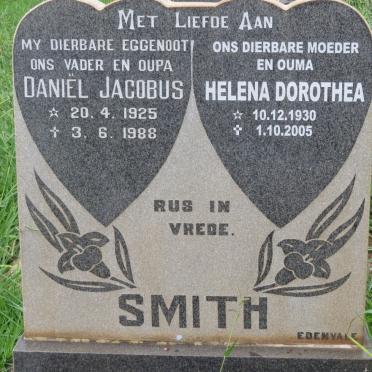 MET LIEFDE AAN
MY DIERBARE EGGENOOT
ONS VADER EN OUPA
DANIËL JACOBUS
☆ 20. 4. 1925
✝ 3. 6. 1988
ONS DIERBARE MOEDER
EN OUMA
HELENA DOROTHEA
☆ 10.12.1930
✝ 1.10.2005
RUS IN
VREDE.
SMITH
EDENVALE